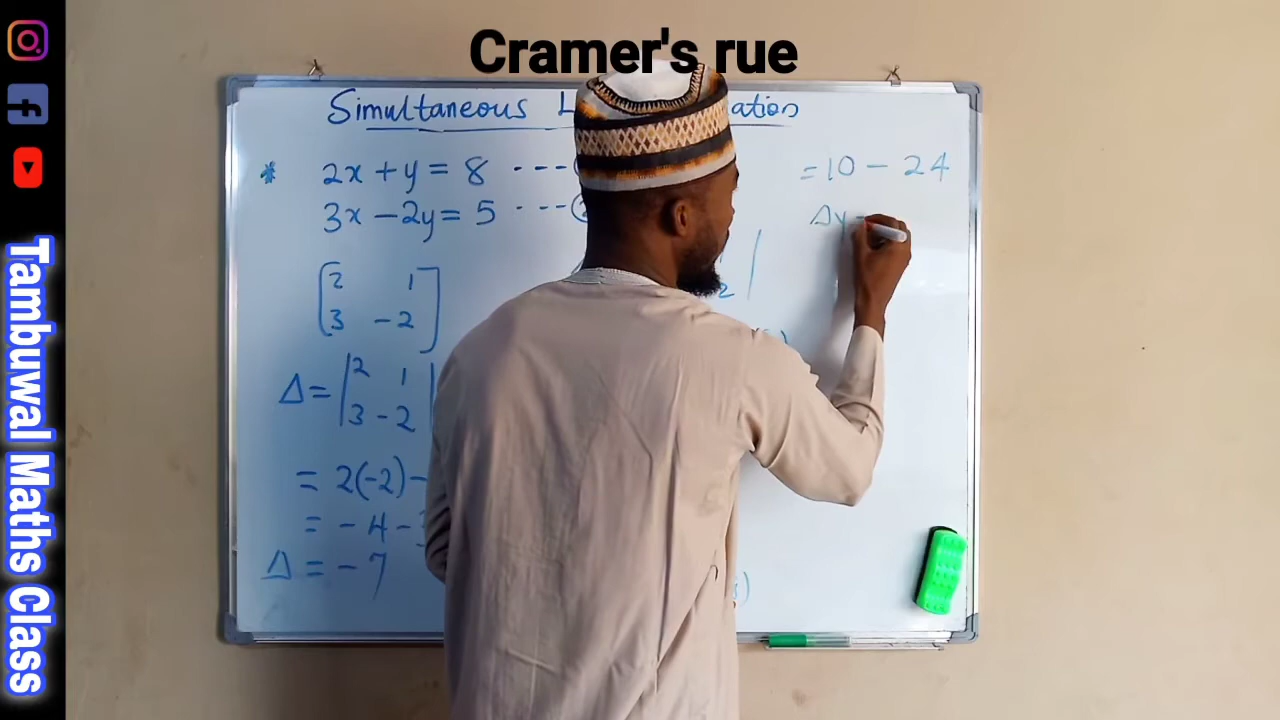 Cramer's rue
Tambuwal Maths Class
Simultaneous
* 2x + y = 8 ---
3x - 2y = 5 ---②
2 1
3 -2
Δ = |2 1|
3 -2
= 2(-2)-
= -4 -
Δ = -7
= 10 - 24
Δy